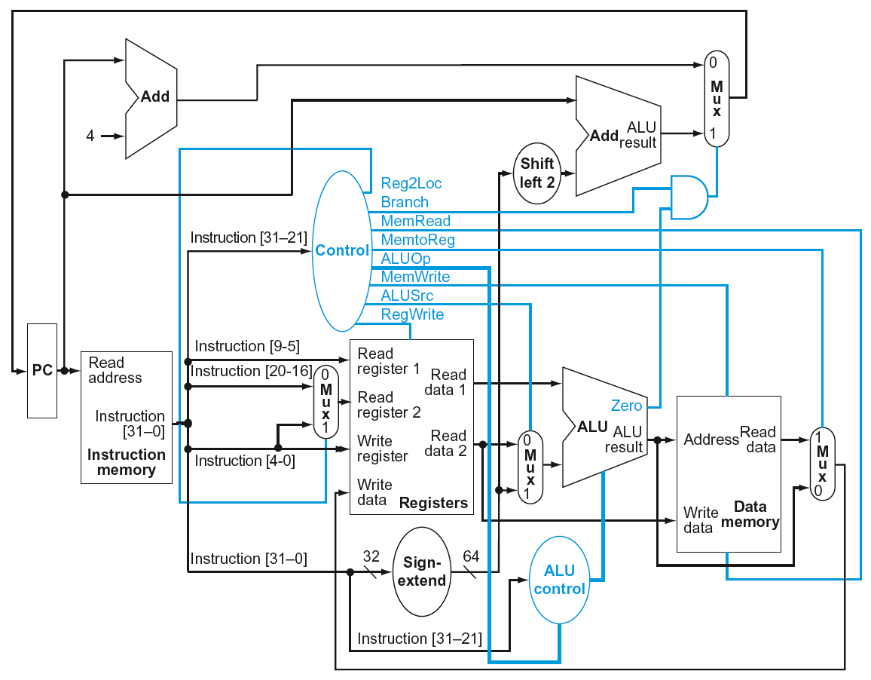 0
M
u
x
1
Add
4
Add
ALU
result
Shift
left 2
Reg2Loc
Branch
MemRead
MemtoReg
ALUOp
MemWrite
ALUSrc
RegWrite
Control
Instruction [31–21]
PC
Read
address
Instruction
[31–0]
Instruction
memory
Instruction [9-5]
Instruction [20-16]
Instruction [4-0]
0
M
u
x
1
Read
register 1
Read
register 2
Write
register
Write
data
Read
data 1
Read
data 2
Registers
0
M
u
x
1
Zero
ALU
ALU
result
Address
Read
data
Write
data
Data
memory
1
M
u
x
0
Instruction [31–0]
32
Sign-
extend
64
ALU
control
Instruction [31–21]